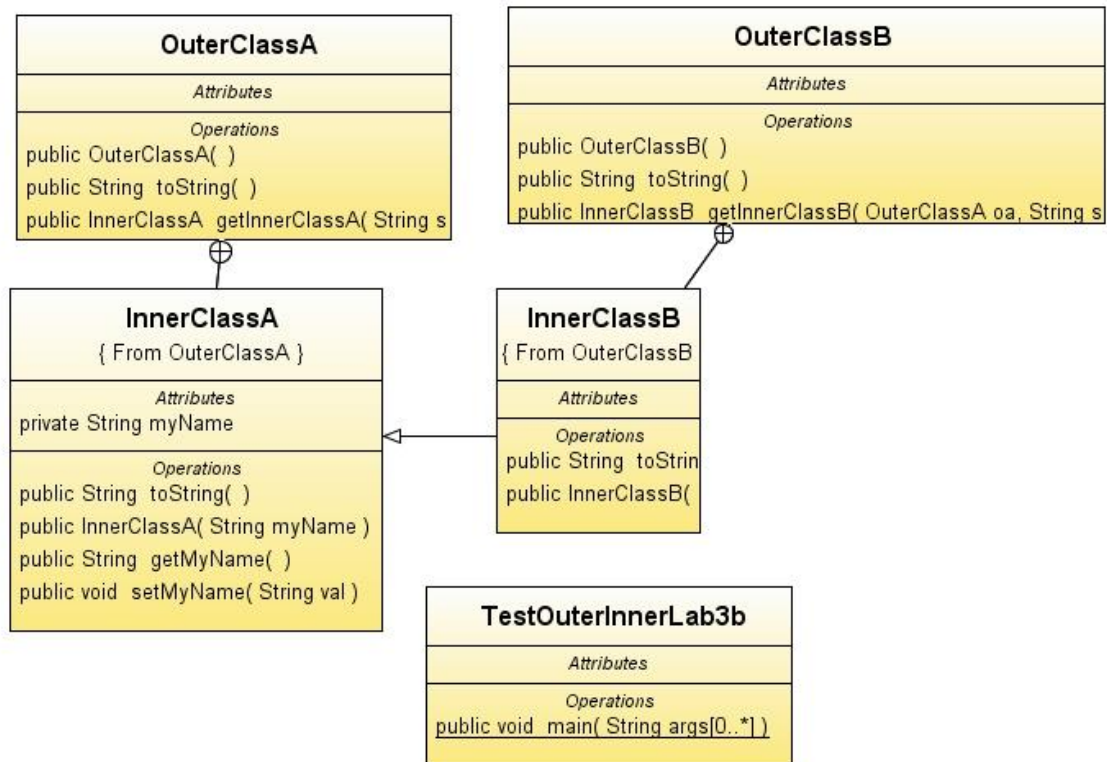 OuterClassA
Attributes
Operations
public OuterClassA( )
public String toString( )
public InnerClassA getInnerClassA( String s
OuterClassB
Attributes
Operations
public OuterClassB( )
public String toString( )
public InnerClassB getInnerClassB( OuterClassA oa, String s
InnerClassA
{ From OuterClassA }
Attributes
private String myName
Operations
public String toString( )
public InnerClassA( String myName )
public String getMyName( )
public void setMyName( String val )
InnerClassB
{ From OuterClassB
Attributes
Operations
public String toStrin
public InnerClassB(
TestOuterInnerLab3b
Attributes
Operations
public void main( String args[0..*] )